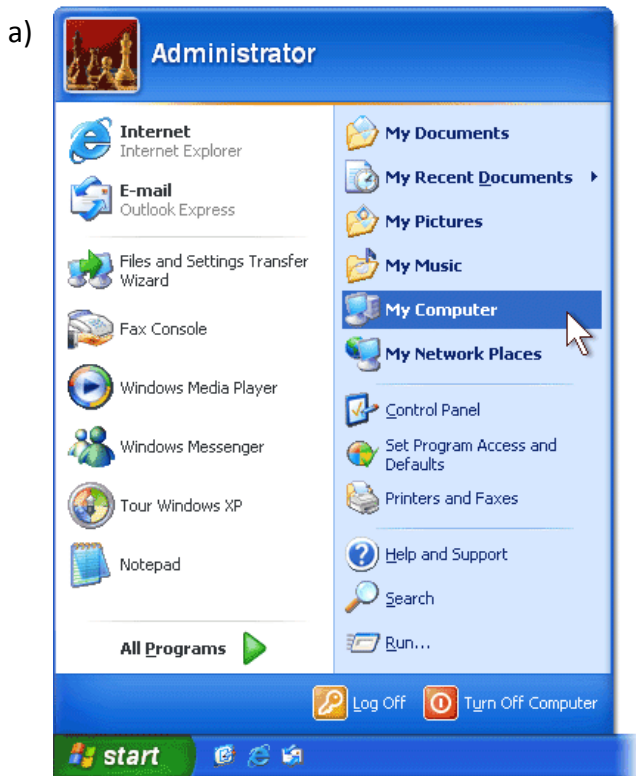 a)
Administrator
Internet
Internet Explorer
E-mail
Outlook Express
Files and Settings Transfer
Wizard
Fax Console
Windows Media Player
Windows Messenger
Tour Windows XP
Notepad
All Programs
My Documents
My Recent Documents
My Pictures
My Music
My Computer
My Network Places
Control Panel
Set Program Access and
Defaults
Printers and Faxes
Help and Support
Search
Run...
Log Off
Turn Off Computer
start